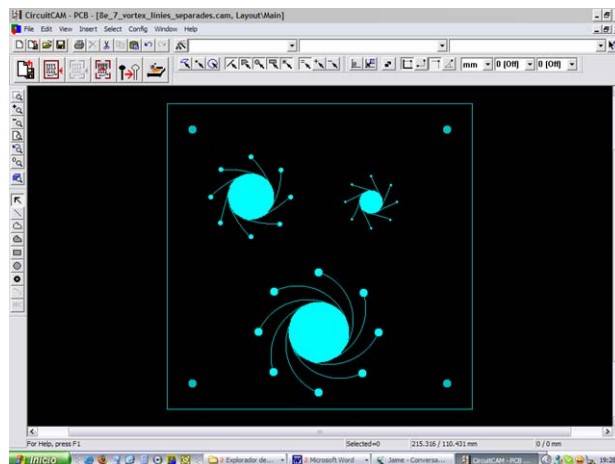 CircuitCAM - PCB - [8e_7_vortex_linies_separades.cam, Layout\Main]
File Edit View Insert Select Config Window Help
mm 0 [Off] 0 [Off]
For Help, press F1 Selected=0 215.316 / 110.431 mm 0 / 0 mm
Inicio 2 Explorador de... 2 Microsoft Word Jaime - Conversa... CircuitCAM - PCB ...